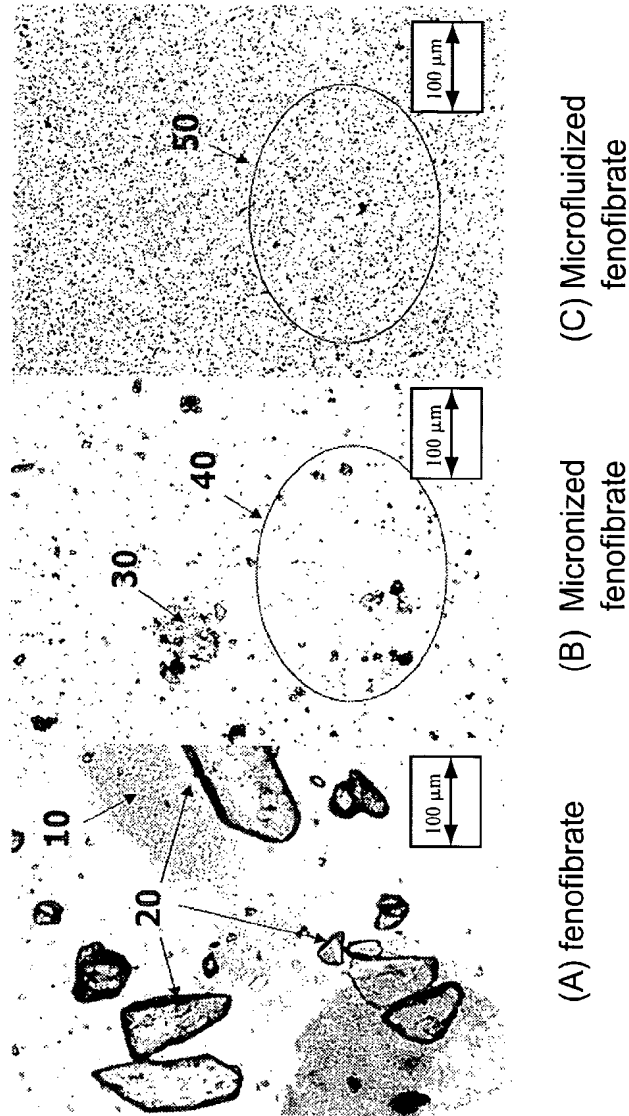 10
20
100 µm
(A) fenofibrate
30
40
100 µm
(B) Micronized
fenofibrate
50
100 µm
(C) Microfluidized
fenofibrate